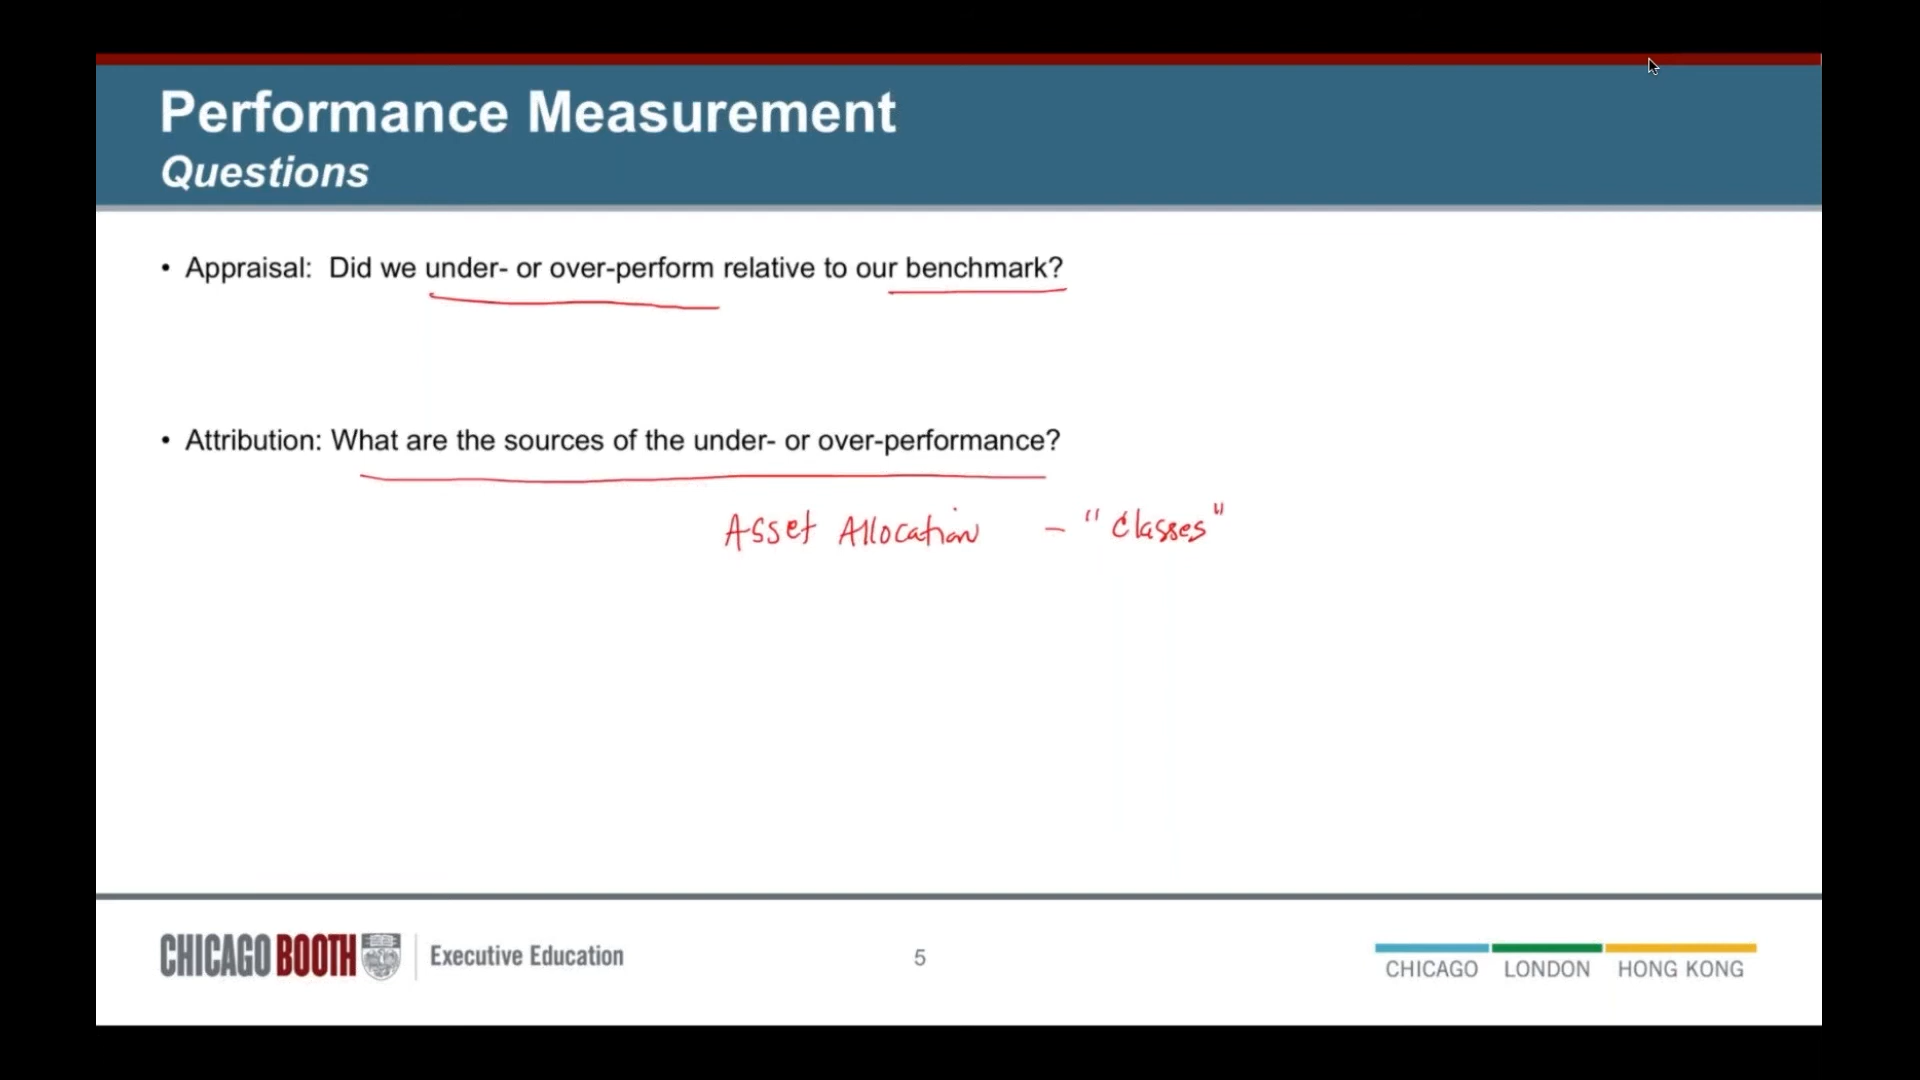 Performance Measurement
Questions
• Appraisal: Did we under- or over-perform relative to our benchmark?
• Attribution: What are the sources of the under- or over-performance?
Asset Allocation - "Classes"
CHICAGO BOOTH Executive Education
5
CHICAGO LONDON HONG KONG